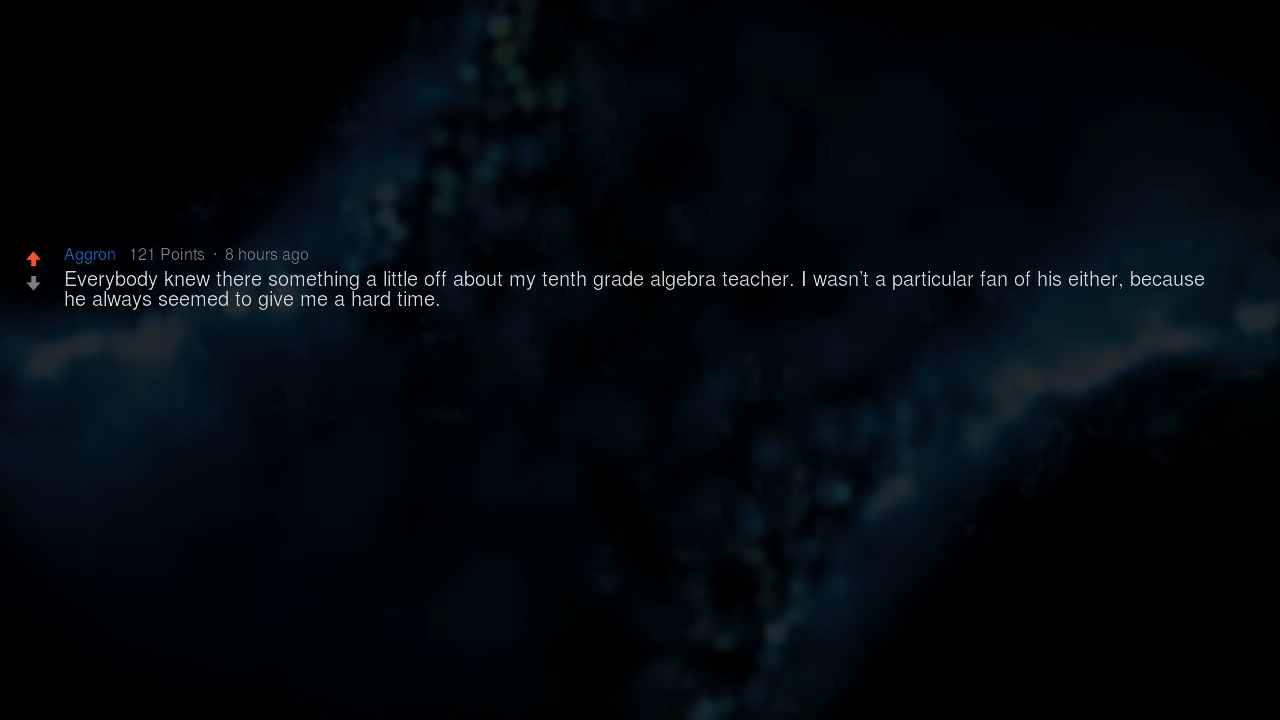 Aggron 121 Points · 8 hours ago
Everybody knew there something a little off about my tenth grade algebra teacher. I wasn't a particular fan of his either, because
he always seemed to give me a hard time.